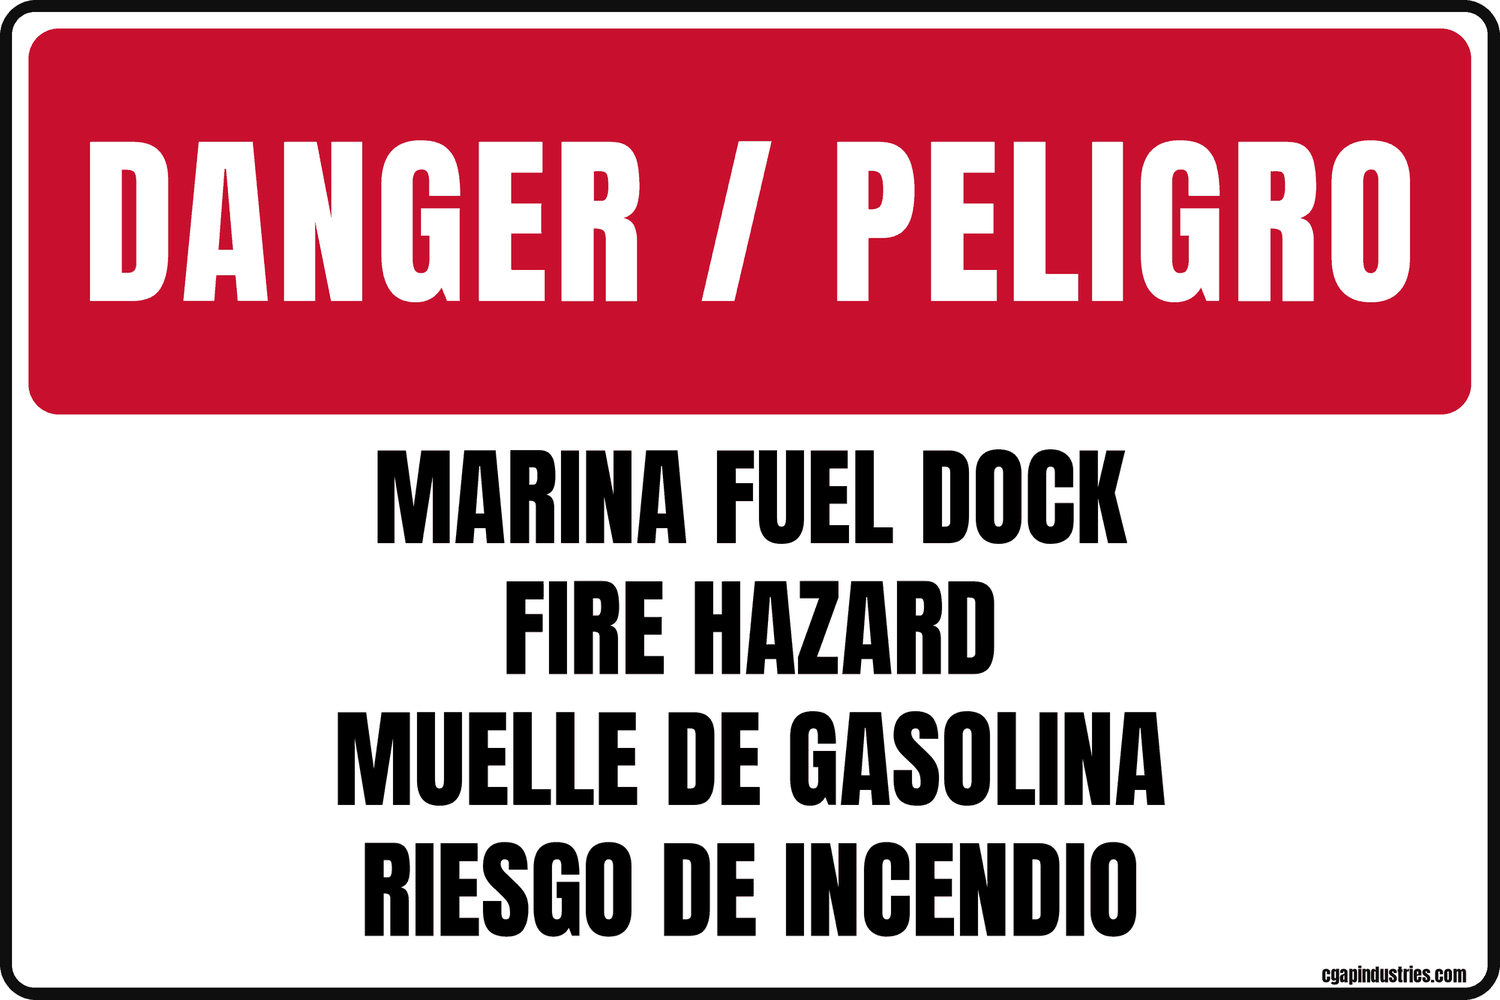 DANGER / PELIGRO
MARINA FUEL DOCK
FIRE HAZARD
MUELLE DE GASOLINA
RIESGO DE INCENDIO
cgapindustries.com